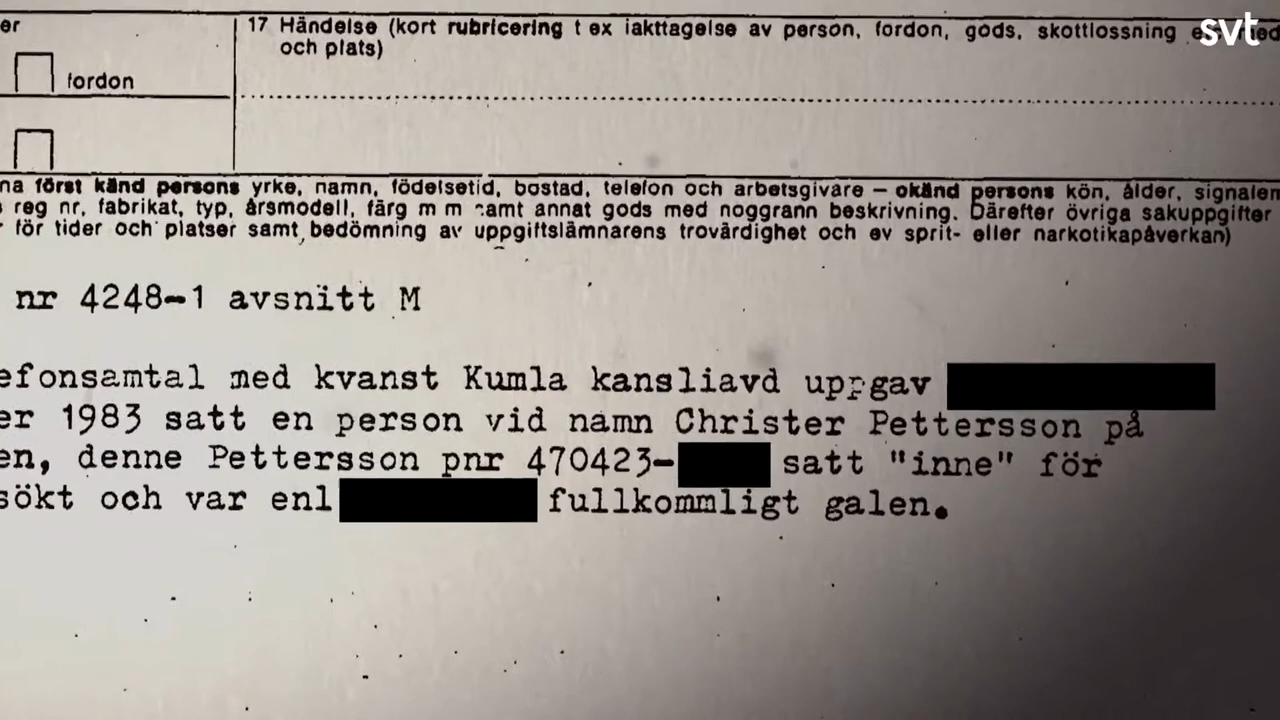 er
17 Händelse (kort rubricering t ex iakttagelse av person, fordon, gods, skottlossning
svt
och plats)
fordon
na först känd persons yrke, namn, födelsetid, bostad, telefon och arbetsgivare – okänd persons kön, ålder, signalem
reg nr, fabrikat, typ, årsmodell, färg m m samt annat gods med noggrann beskrivning. Därefter övriga sakuppgifter
för tider och platser samt bedömning av uppgiftslämnarens trovärdighet och ev sprit- eller narkotikapåverkan)
nr 4248-1 avsnitt M
efonsamtal med kvanst Kumla kansliavd uppgav
er 1983 satt en person vid namn Christer Pettersson på
en, denne Pettersson pnr 470423- satt "inne" för
sökt och var enl fullkommligt galen.